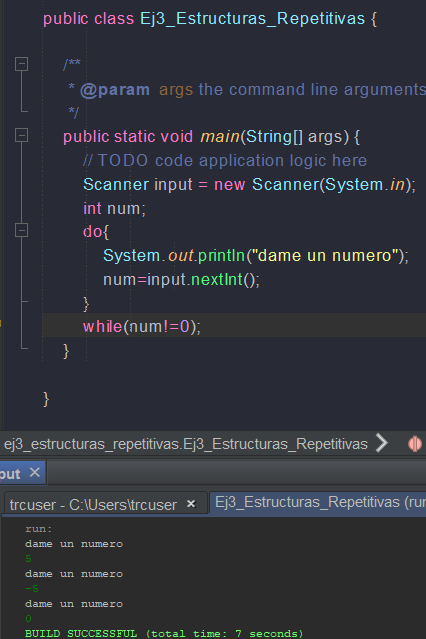 public class Ej3_Estructuras_Repetitivas {
/**
* @param args the command line arguments
*/
public static void main(String[] args) {
// TODO code application logic here
Scanner input = new Scanner(System.in);
int num;
do{
System.out.println("dame un numero");
num=input.nextInt();
}
while(num!=0);
}
}
ej3_estructuras_repetitivas.Ej3_Estructuras_Repetitivas
put ×
trcuser - C:\Users\trcuser × Ej3_Estructuras_Repetitivas (run
run:
dame un numero
5
dame un numero
-5
dame un numero
0
BUILD SUCCESSFUL (total time: 7 seconds)